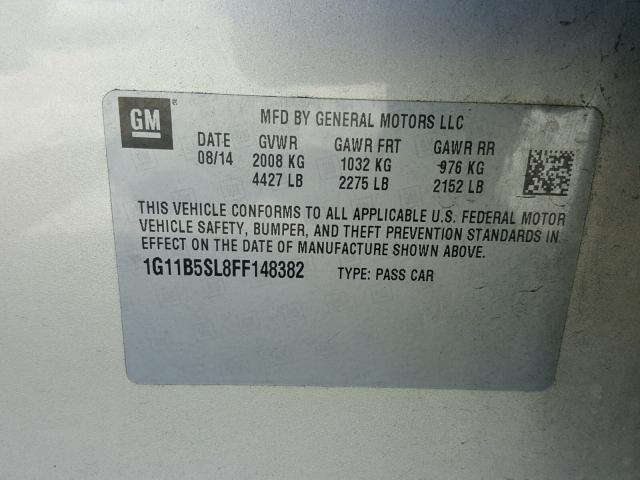 GM
MFD BY GENERAL MOTORS LLC
DATE GVWR GAWR FRT GAWR RR
08/14 2008 KG 1032 KG 976 KG
4427 LB 2275 LB 2152 LB
THIS VEHICLE CONFORMS TO ALL APPLICABLE U.S. FEDERAL MOTOR
VEHICLE SAFETY, BUMPER, AND THEFT PREVENTION STANDARDS IN
EFFECT ON THE DATE OF MANUFACTURE SHOWN ABOVE.
1G11B5SL8FF148382 TYPE: PASS CAR